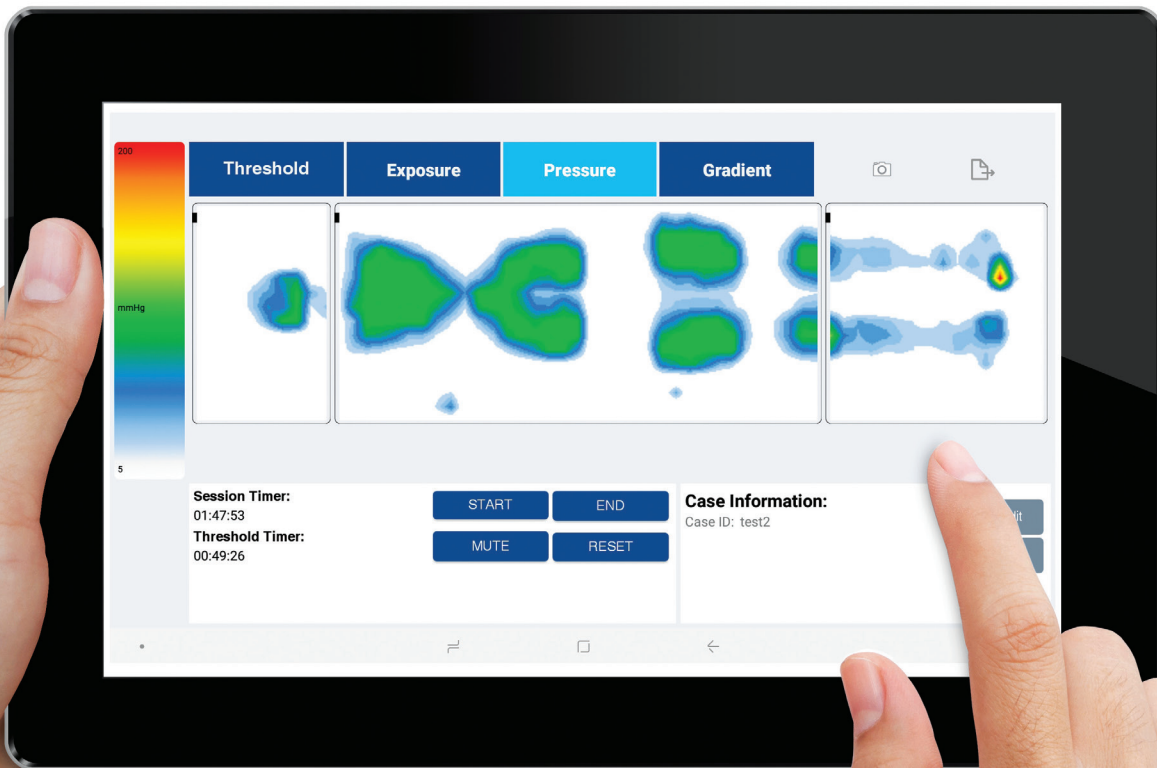 200
mmHg
5
Threshold
Exposure
Pressure
Gradient
Session Timer:
01:47:53
Threshold Timer:
00:49:26
START
END
MUTE
RESET
Case Information:
Case ID: test2